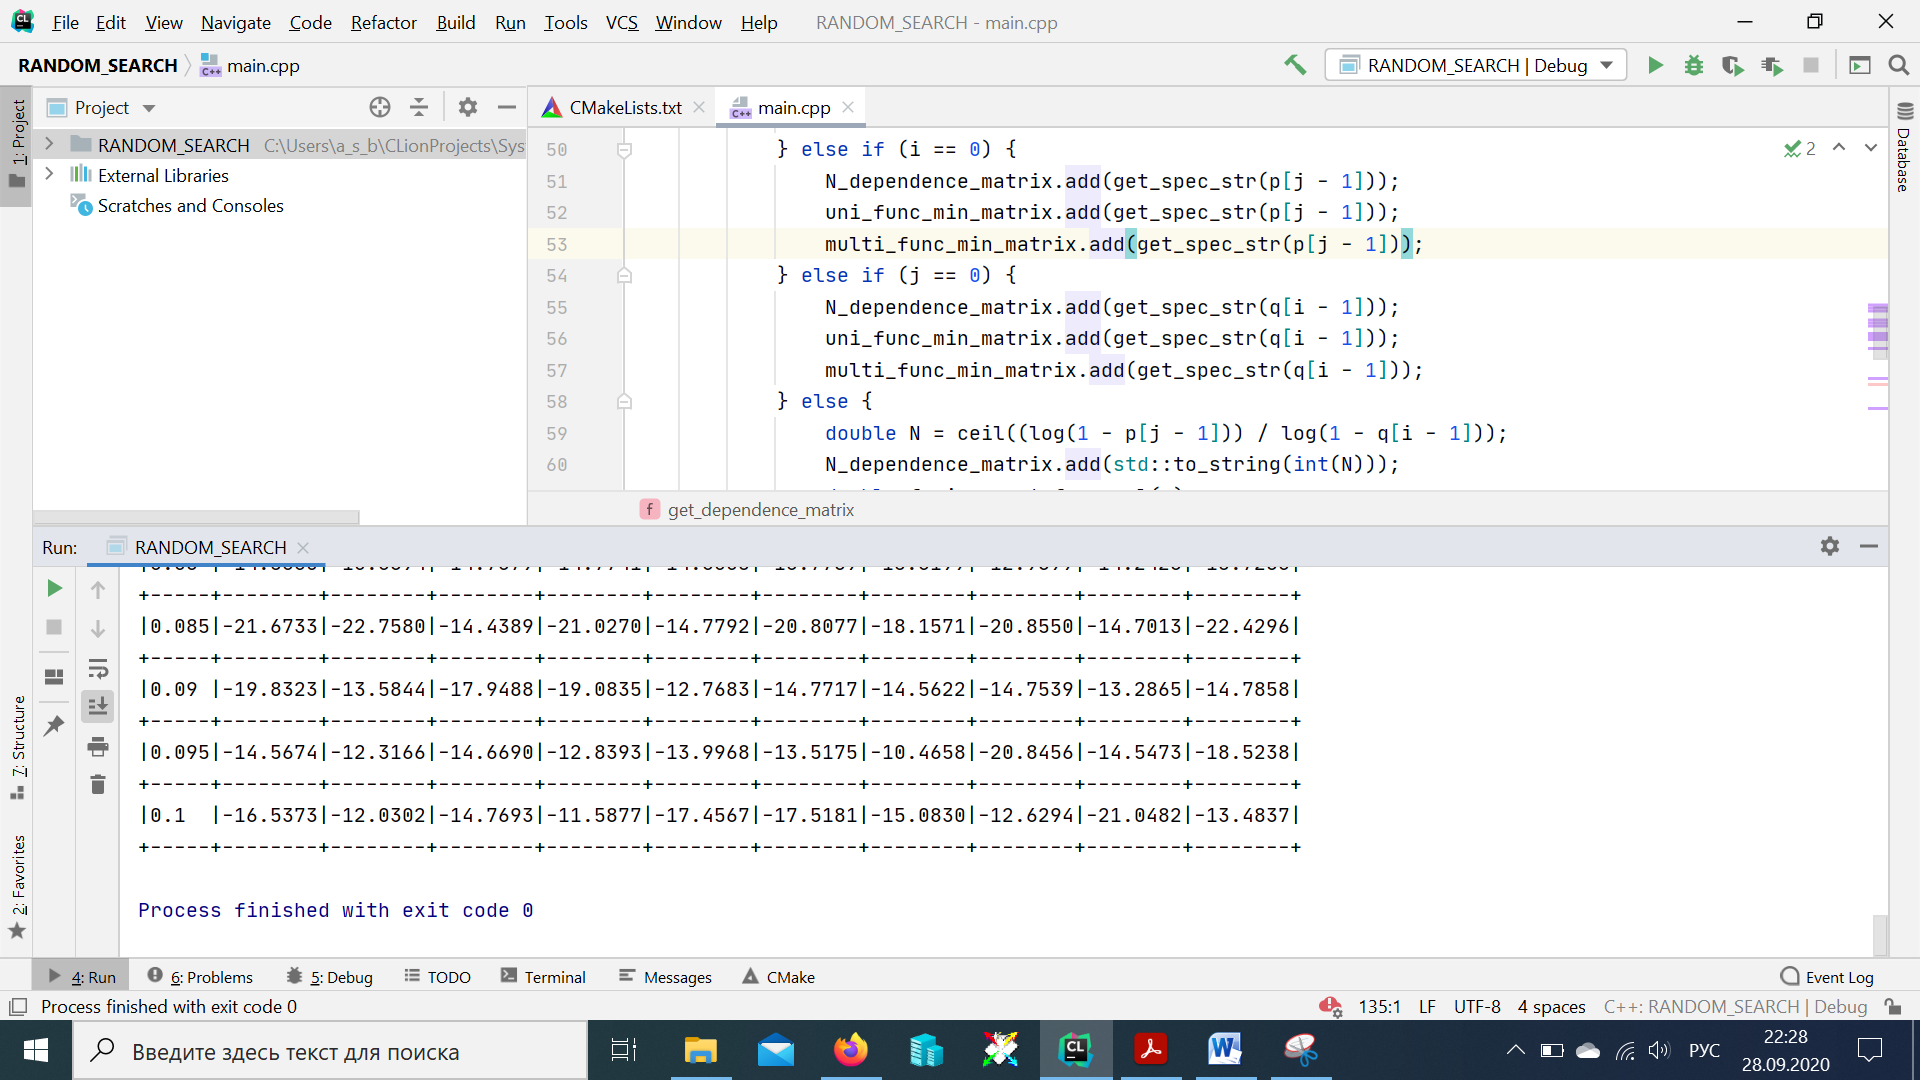 File Edit View Navigate Code Refactor Build Run Tools VCS Window Help RANDOM_SEARCH - main.cpp
RANDOM_SEARCH main.cpp RANDOM_SEARCH | Debug
Project CMakeLists.txt main.cpp
1: Project
RANDOM_SEARCH C:\Users\a_s_b\CLionProjects\Sys
External Libraries
Scratches and Consoles
50 } else if (i == 0) { 2
51 N_dependence_matrix.add(get_spec_str(p[j - 1]));
52 uni_func_min_matrix.add(get_spec_str(p[j - 1]));
53 multi_func_min_matrix.add(get_spec_str(p[j - 1]));
54 } else if (j == 0) {
55 N_dependence_matrix.add(get_spec_str(q[i - 1]));
56 uni_func_min_matrix.add(get_spec_str(q[i - 1]));
57 multi_func_min_matrix.add(get_spec_str(q[i - 1]));
58 } else {
59 double N = ceil((log(1 - p[j - 1])) / log(1 - q[i - 1]));
60 N_dependence_matrix.add(std::to_string(int(N)));
get_dependence_matrix
Database
Run: RANDOM_SEARCH
+-----+--------+--------+--------+--------+--------+--------+--------+--------+--------+--------+
|0.085|-21.6733|-22.7580|-14.4389|-21.0270|-14.7792|-20.8077|-18.1571|-20.8550|-14.7013|-22.4296|
+-----+--------+--------+--------+--------+--------+--------+--------+--------+--------+--------+
|0.09 |-19.8323|-13.5844|-17.9488|-19.0835|-12.7683|-14.7717|-14.5622|-14.7539|-13.2865|-14.7858|
+-----+--------+--------+--------+--------+--------+--------+--------+--------+--------+--------+
|0.095|-14.5674|-12.3166|-14.6690|-12.8393|-13.9968|-13.5175|-10.4658|-20.8456|-14.5473|-18.5238|
+-----+--------+--------+--------+--------+--------+--------+--------+--------+--------+--------+
|0.1  |-16.5373|-12.0302|-14.7693|-11.5877|-17.4567|-17.5181|-15.0830|-12.6294|-21.0482|-13.4837|
+-----+--------+--------+--------+--------+--------+--------+--------+--------+--------+--------+
Process finished with exit code 0
7: Structure
2: Favorites
4: Run 6: Problems 5: Debug TODO Terminal Messages CMake Event Log
Process finished with exit code 0 135:1 LF UTF-8 4 spaces C++: RANDOM_SEARCH | Debug
Введите здесь текст для поиска РУС 22:28
28.09.2020